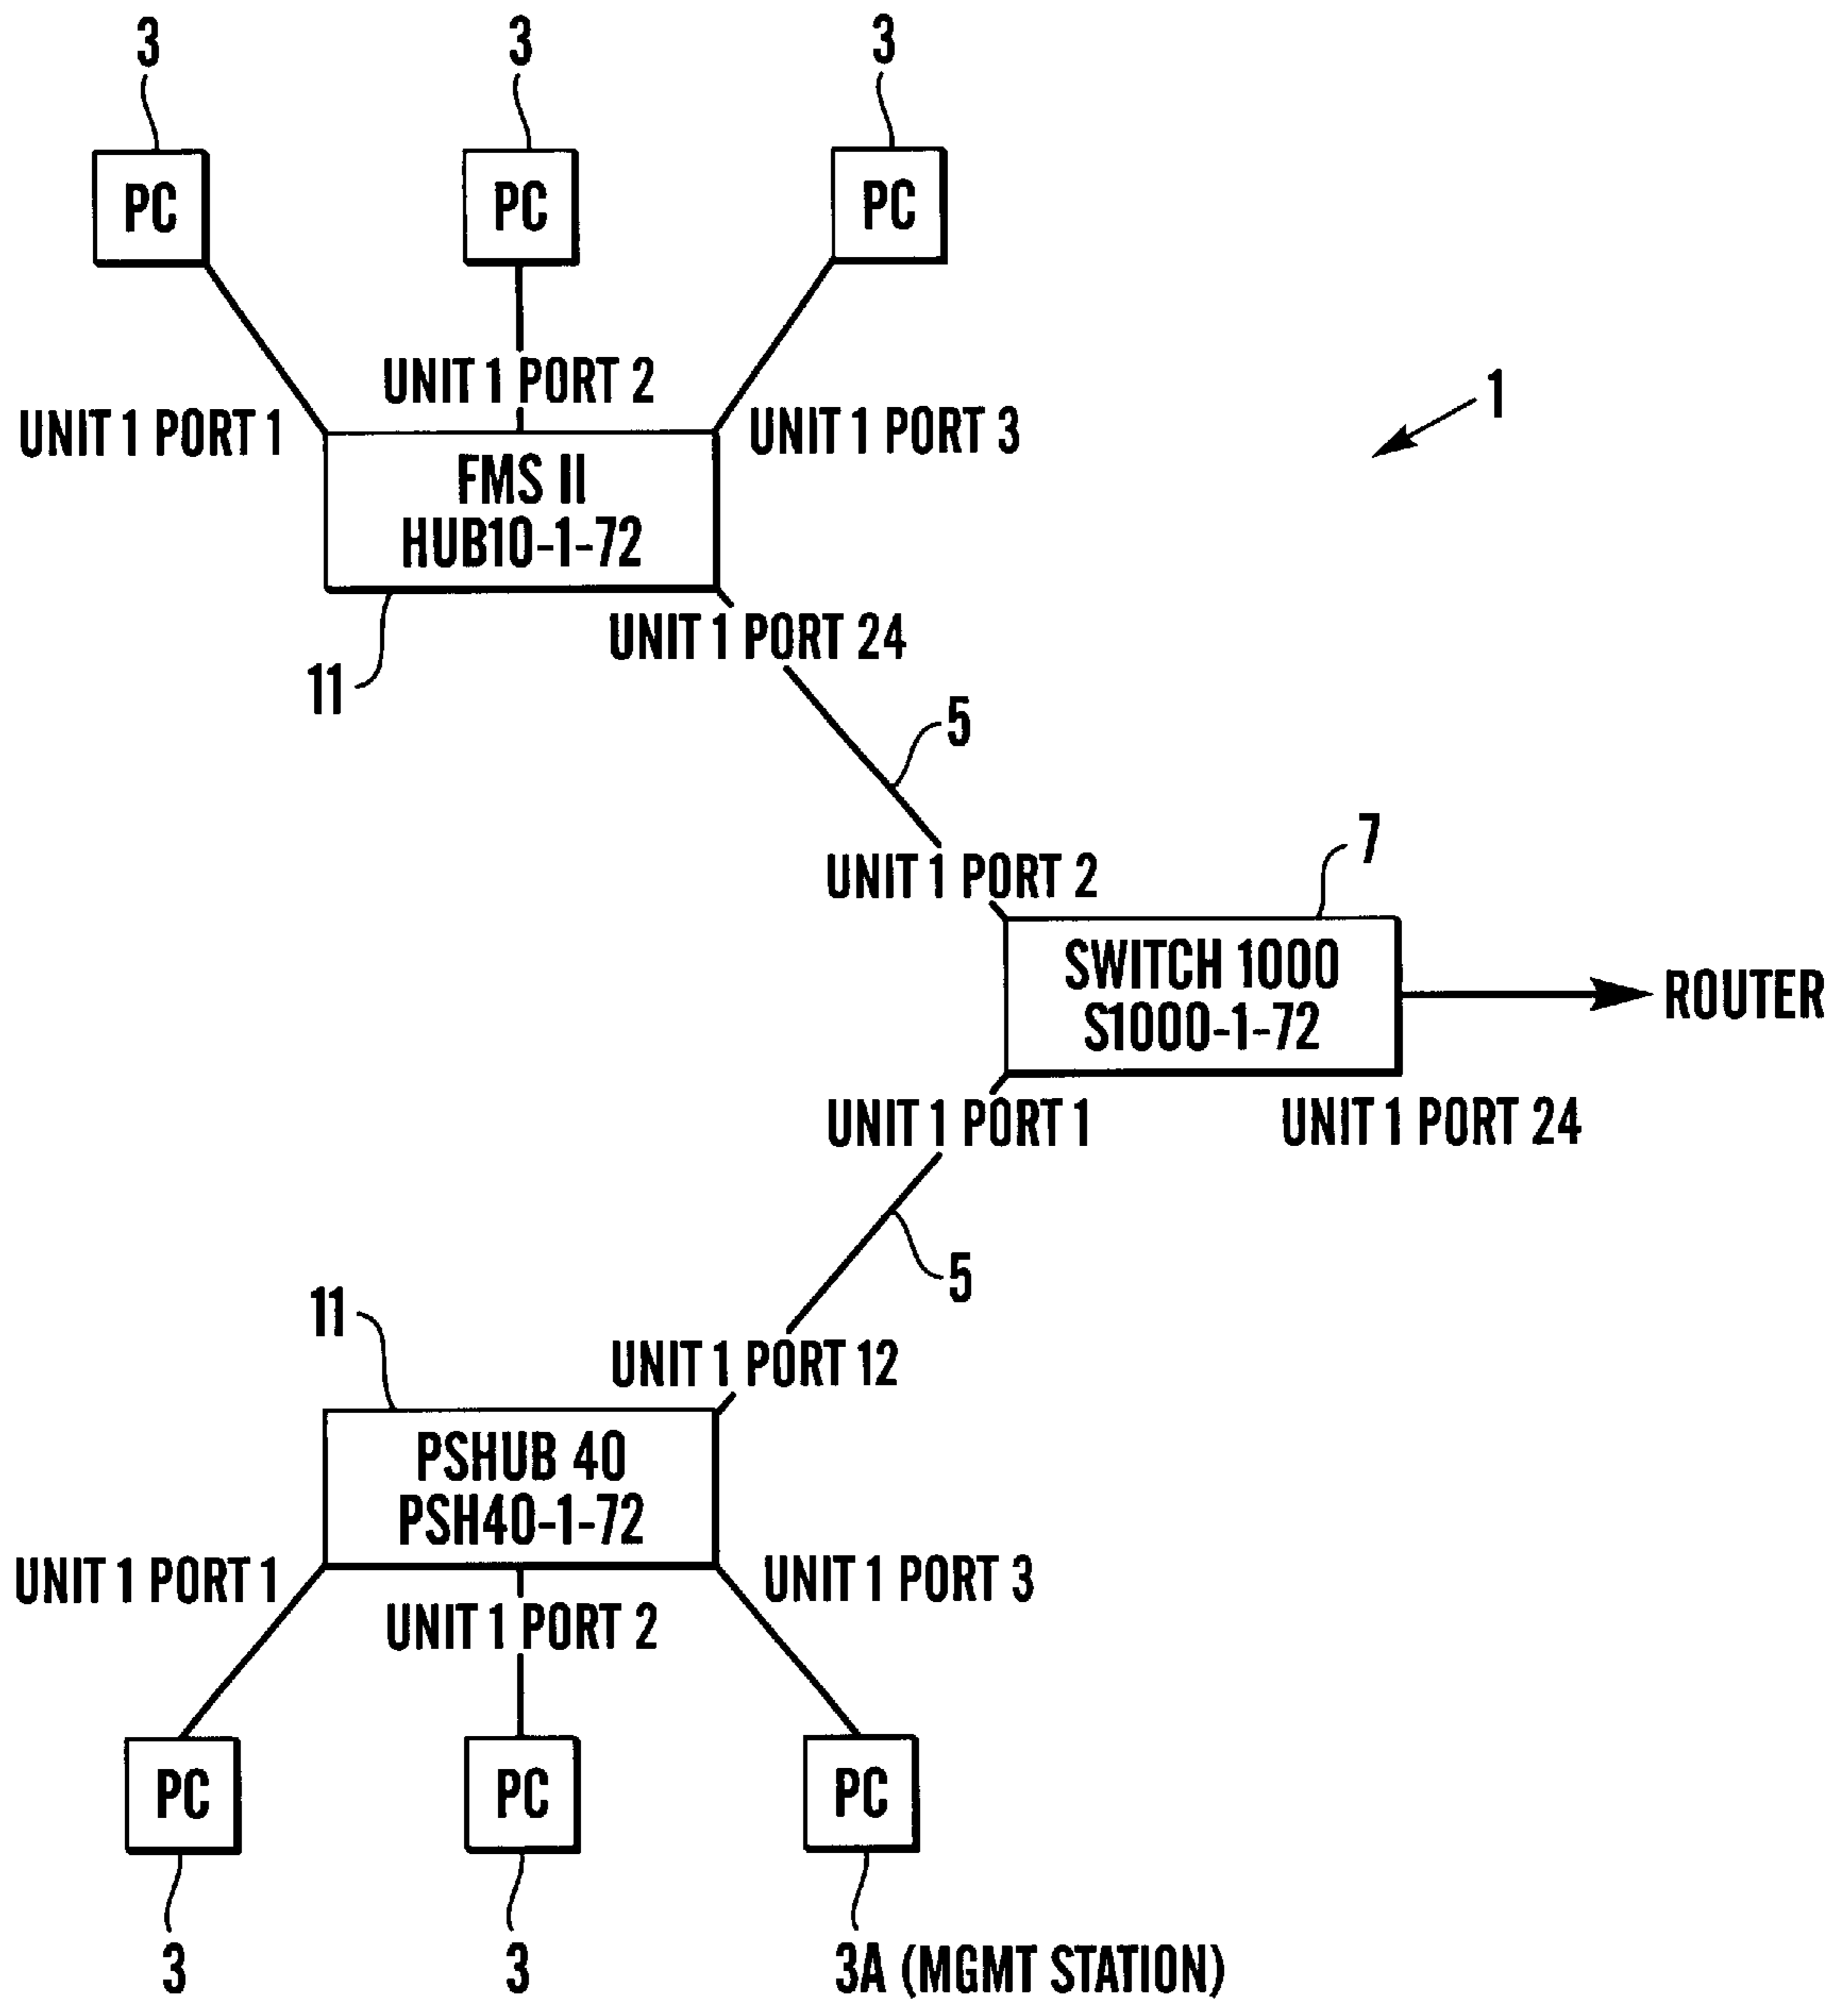 3
3
3
PC
PC
PC
UNIT 1 PORT 2
UNIT 1 PORT 1
UNIT 1 PORT 3
1
FMS II
HUB10-1-72
UNIT 1 PORT 24
11
5
7
UNIT 1 PORT 2
SWITCH 1000
S1000-1-72
ROUTER
UNIT 1 PORT 1
UNIT 1 PORT 24
5
11
UNIT 1 PORT 12
PSHUB 40
PSH40-1-72
UNIT 1 PORT 1
UNIT 1 PORT 3
UNIT 1 PORT 2
PC
PC
PC
3
3
3A (MGMT STATION)